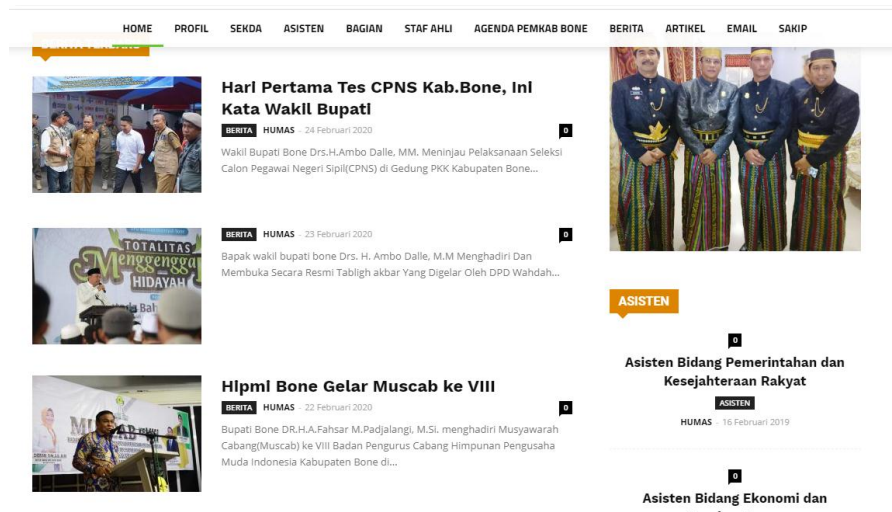 HOME PROFIL SEKDA ASISTEN BAGIAN STAF AHLI AGENDA PEMKAB BONE BERITA ARTIKEL EMAIL SAKIP
Hari Pertama Tes CPNS Kab.Bone, Ini
Kata Wakil Bupati
BERITA HUMAS - 24 Februari 2020 0
Wakil Bupati Bone Drs.H.Ambo Dalle, MM. Meninjau Pelaksanaan Seleksi
Calon Pegawai Negeri Sipil(CPNS) di Gedung PKK Kabupaten Bone...
TOTALITAS
Menggengga
HIDAYAH
BERITA HUMAS - 23 Februari 2020 0
Bapak wakil bupati bone Drs. H. Ambo Dalle, M.M Menghadiri Dan
Membuka Secara Resmi Tabligh akbar Yang Digelar Oleh DPD Wahdah...
Hipmi Bone Gelar Muscab ke VIII
BERITA HUMAS - 22 Februari 2020 0
Bupati Bone DR.H.A.Fahsar M.Padjalangi, M.Si. menghadiri Musyawarah
Cabang(Muscab) ke VIII Badan Pengurus Cabang Himpunan Pengusaha
Muda Indonesia Kabupaten Bone di...
ASISTEN
0
Asisten Bidang Pemerintahan dan
Kesejahteraan Rakyat
ASISTEN
HUMAS - 16 Februari 2019
0
Asisten Bidang Ekonomi dan